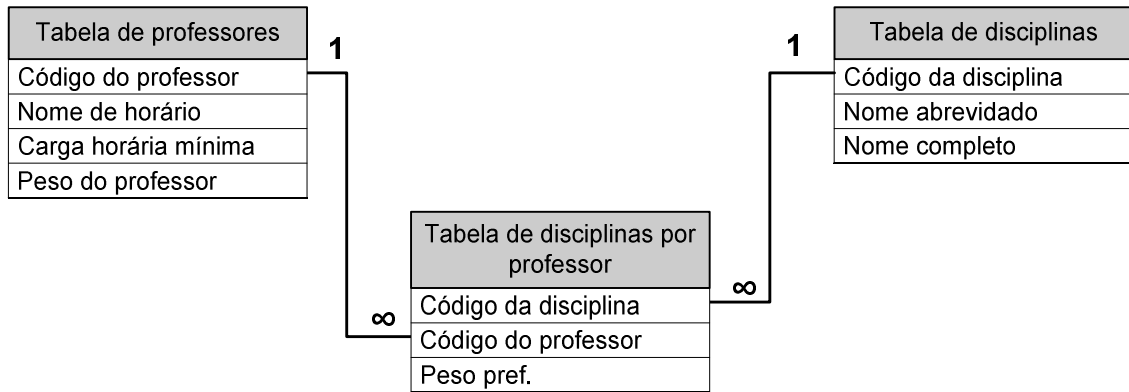 Tabela de professores
1
Código do professor
Nome de horário
Carga horária mínima
Peso do professor
1
Tabela de disciplinas
Código da disciplina
Nome abrevidado
Nome completo
Tabela de disciplinas por
professor
∞
Código da disciplina
∞
Código do professor
Peso pref.